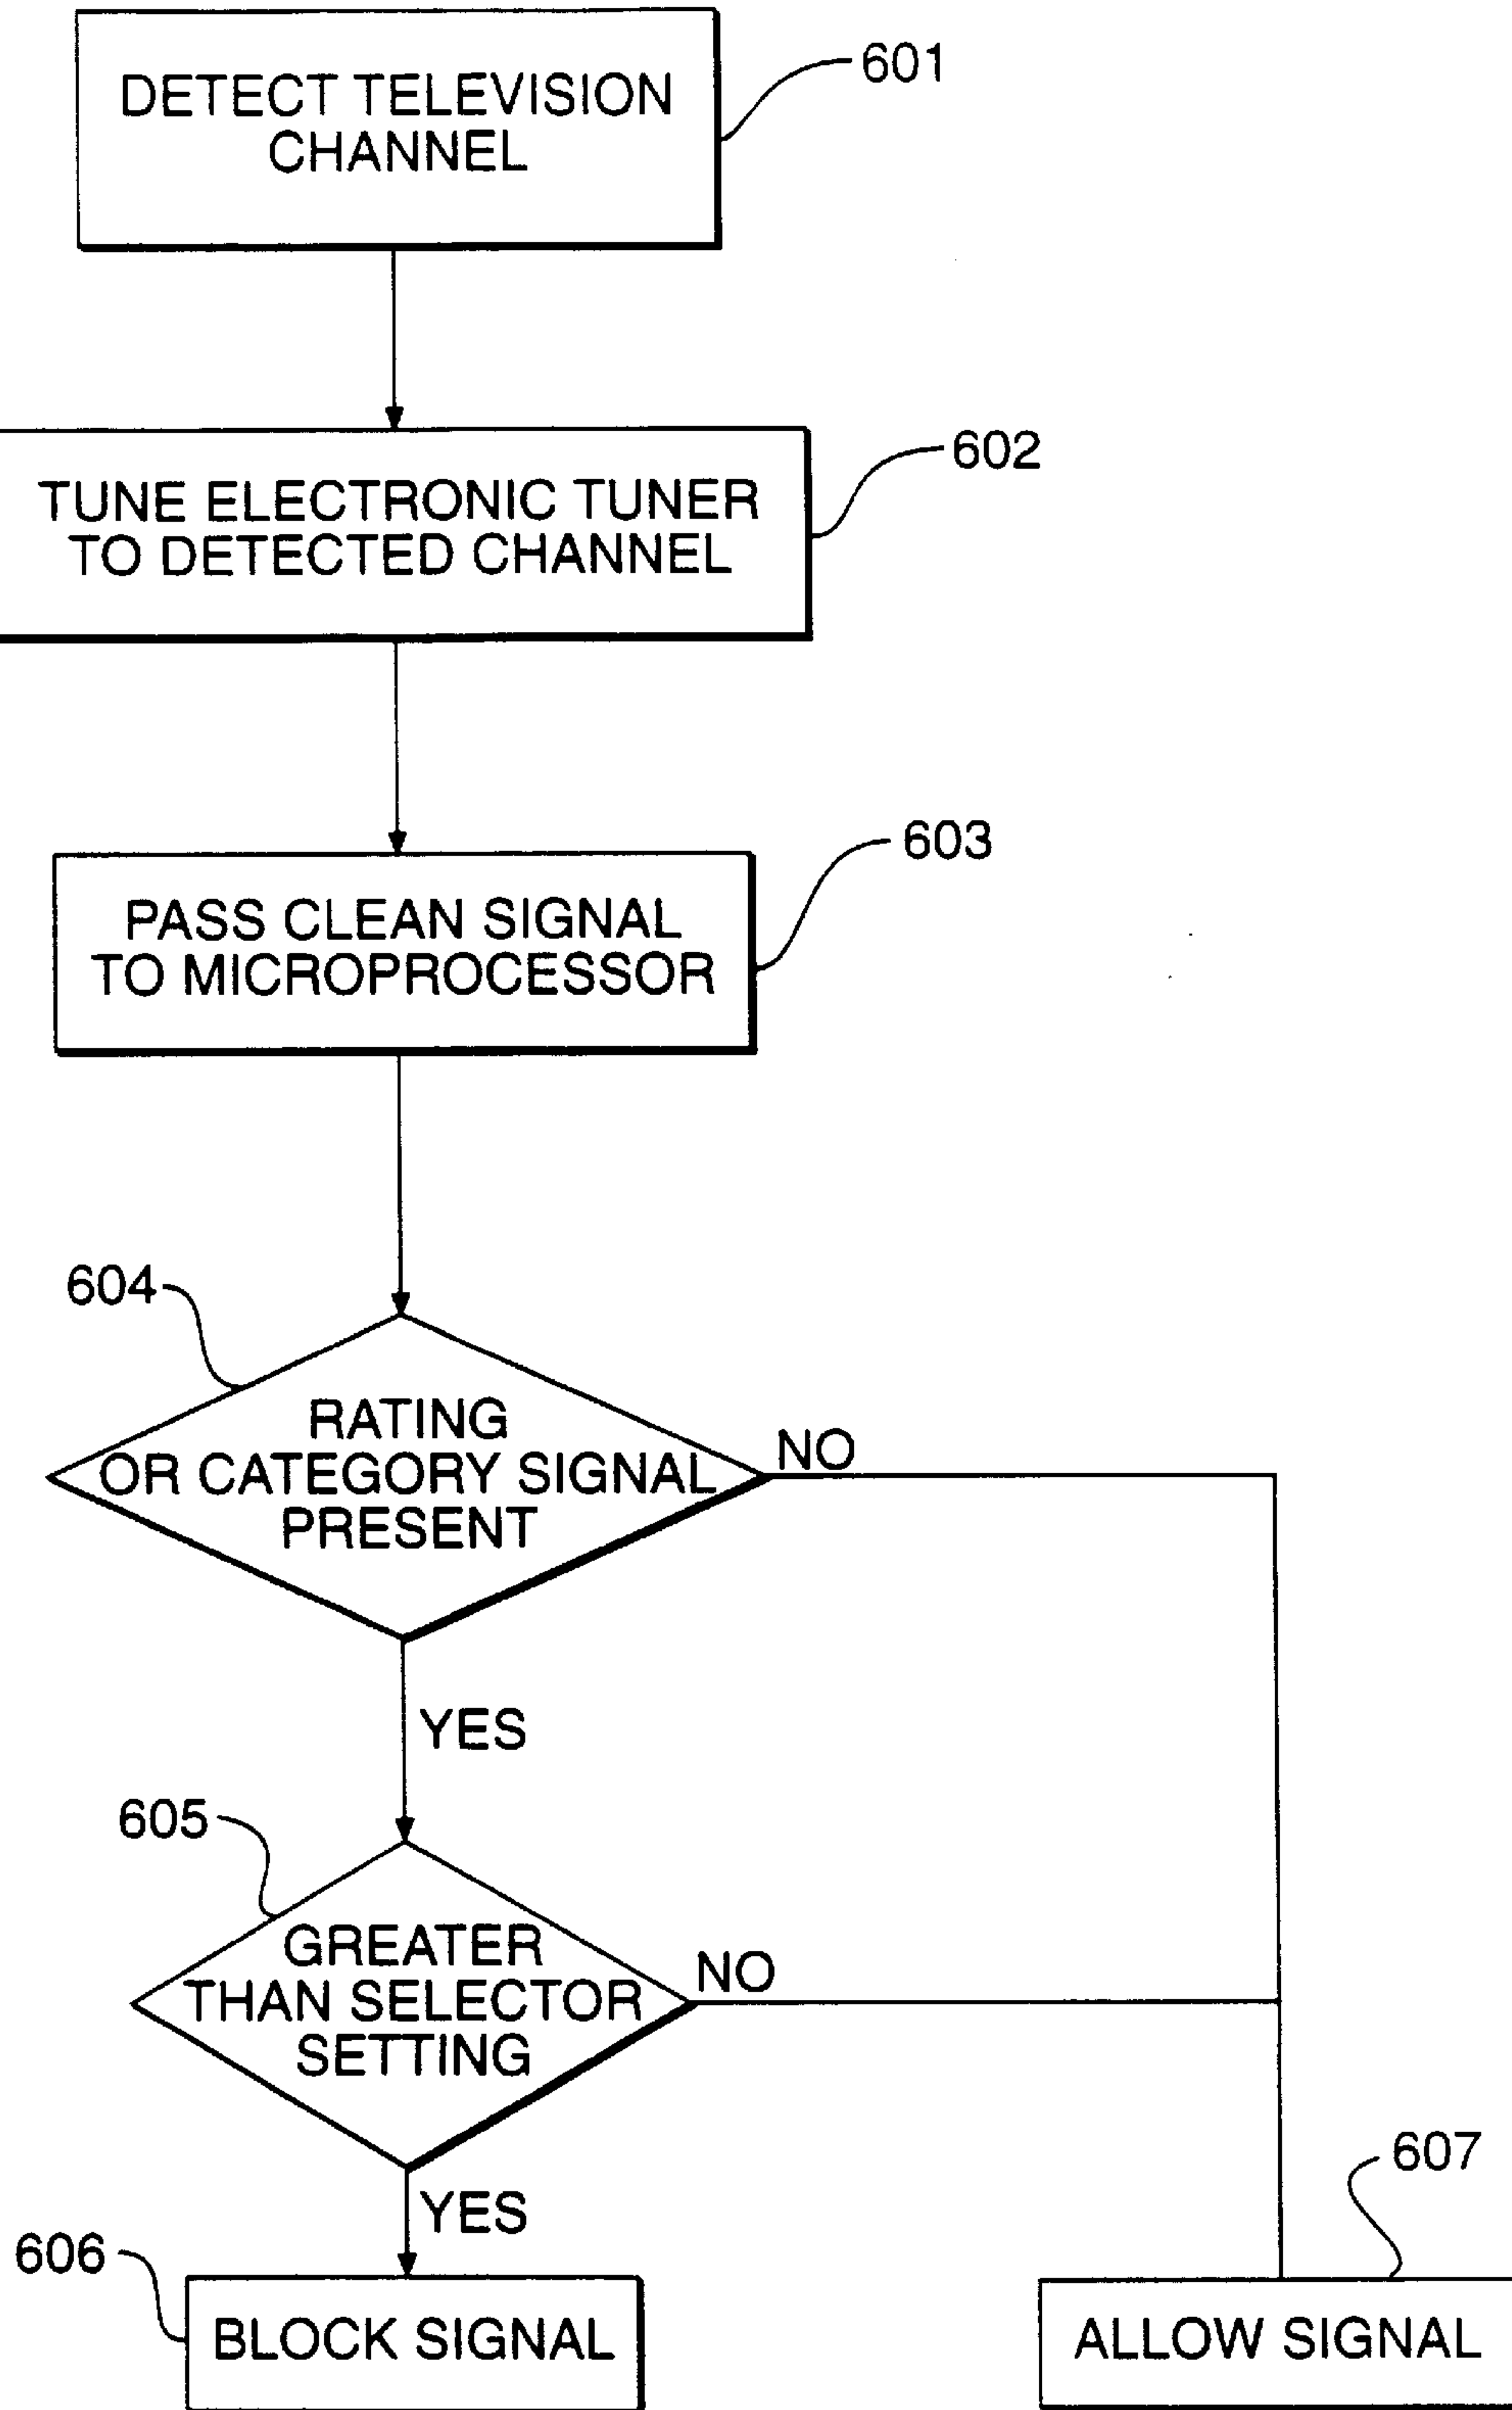 601
DETECT TELEVISION
CHANNEL
602
TUNE ELECTRONIC TUNER
TO DETECTED CHANNEL
603
PASS CLEAN SIGNAL
TO MICROPROCESSOR
604
RATING
OR CATEGORY SIGNAL
PRESENT
NO
YES
605
GREATER
THAN SELECTOR
SETTING
NO
YES
606
BLOCK SIGNAL
607
ALLOW SIGNAL